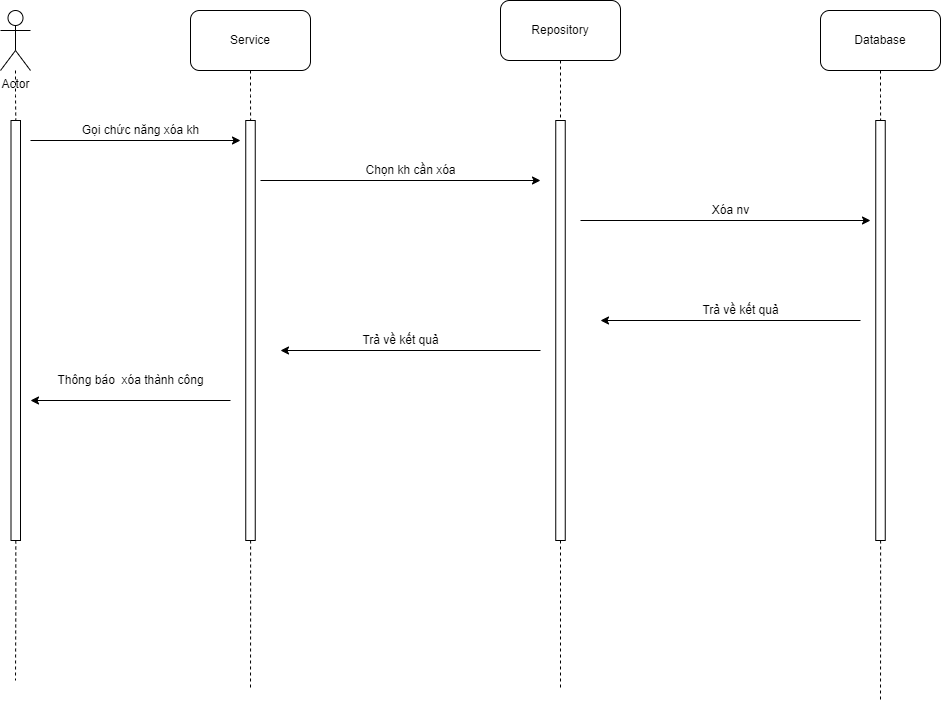 Repository
Service
Database
Actor
Gọi chức năng xóa kh
Chọn kh cần xóa
Xóa nv
Trả về kết quả
Trả về kết quả
Thông báo  xóa thành công